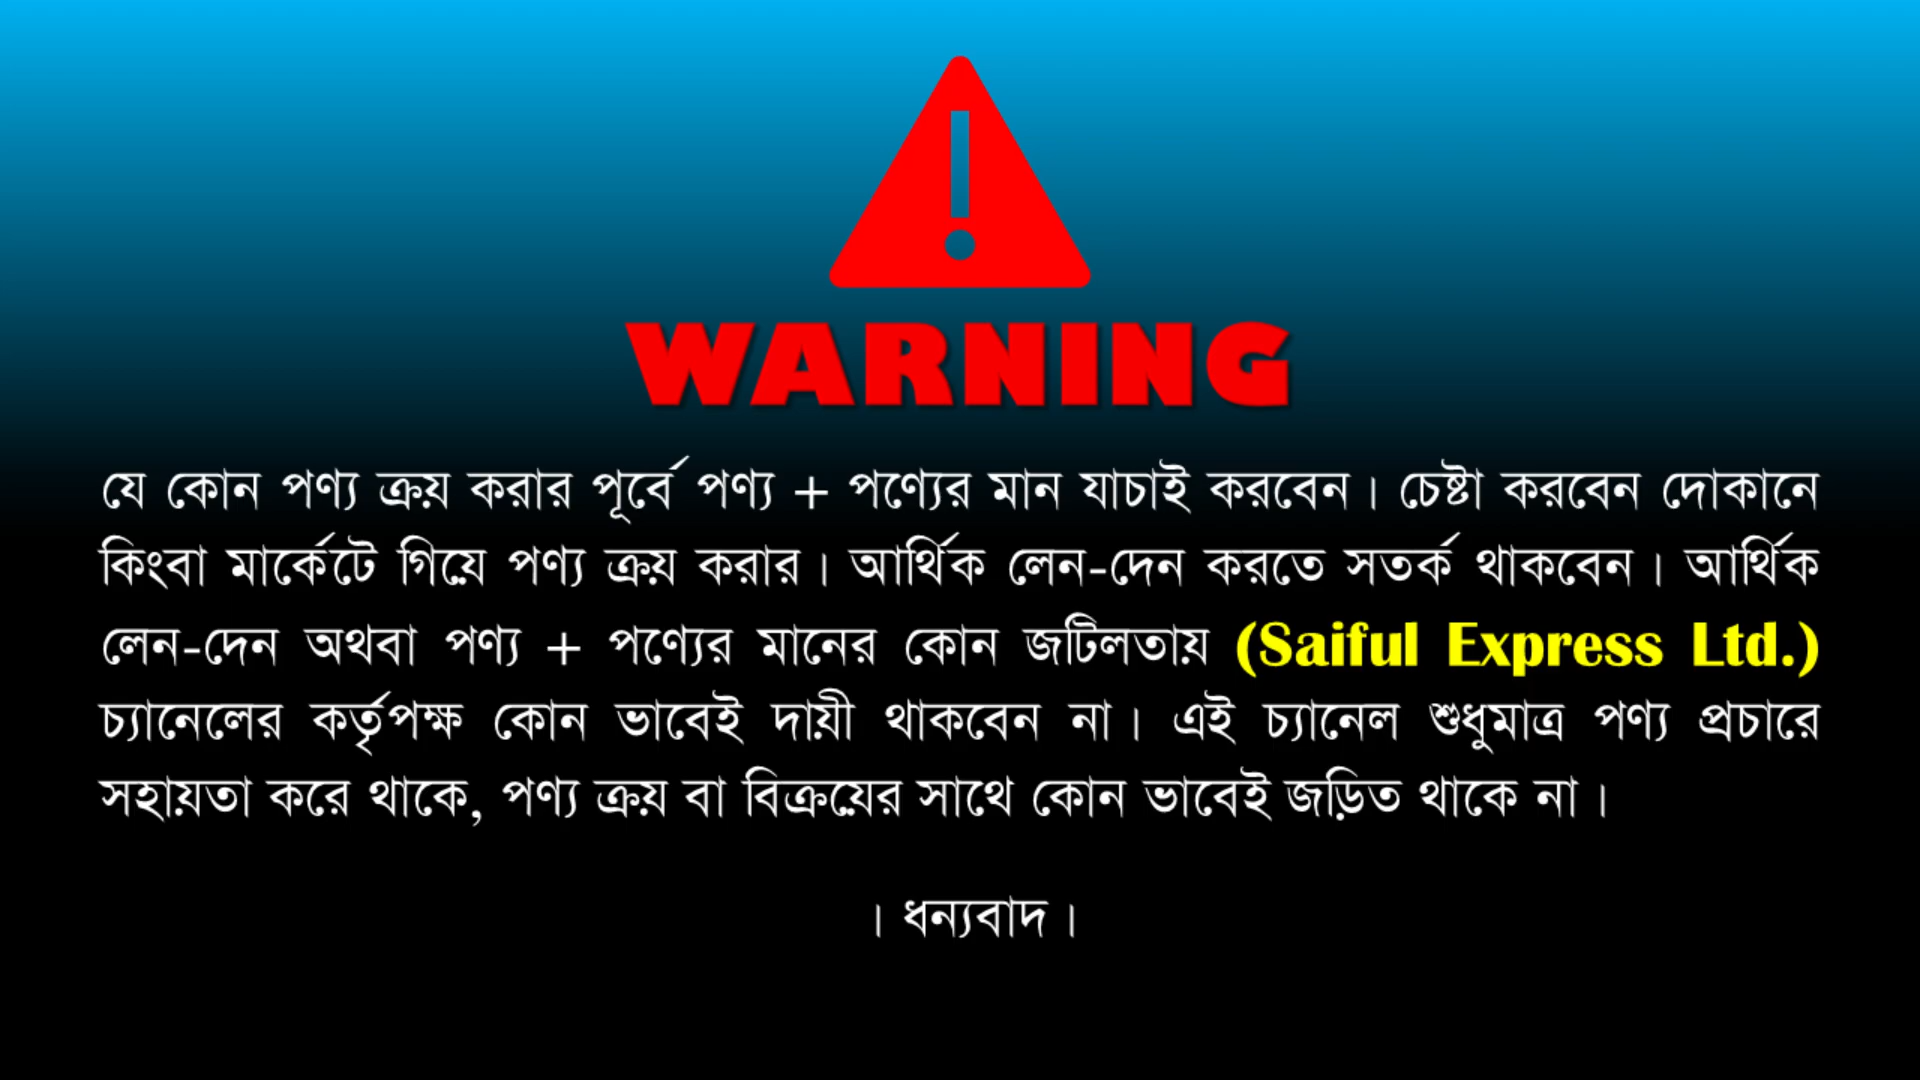 WARNING
যে কোন পণ্য ক্রয় করার পূর্বে পণ্য + পণ্যের মান যাচাই করবেন। চেষ্টা করবেন দোকানে
কিংবা মার্কেটে গিয়ে পণ্য ক্রয় করার। আর্থিক লেন-দেন করতে সতর্ক থাকবেন। আর্থিক
লেন-দেন অথবা পণ্য + পণ্যের মানের কোন জটিলতায় (Saiful Express Ltd.)
চ্যানেলের কর্তৃপক্ষ কোন ভাবেই দায়ী থাকবেন না। এই চ্যানেল শুধুমাত্র পণ্য প্রচারে
সহায়তা করে থাকে, পণ্য ক্রয় বা বিক্রয়ের সাথে কোন ভাবেই জড়িত থাকে না।
। ধন্যবাদ।